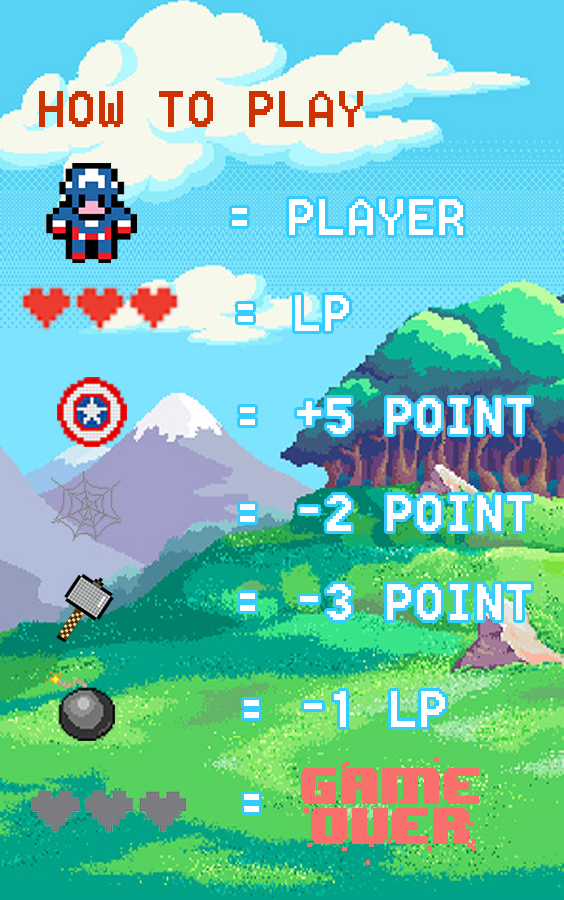 HOW TO PLAY
= PLAYER
= LP
= +5 POINT
= -2 POINT
= -3 POINT
= -1 LP
= GAME
OVER